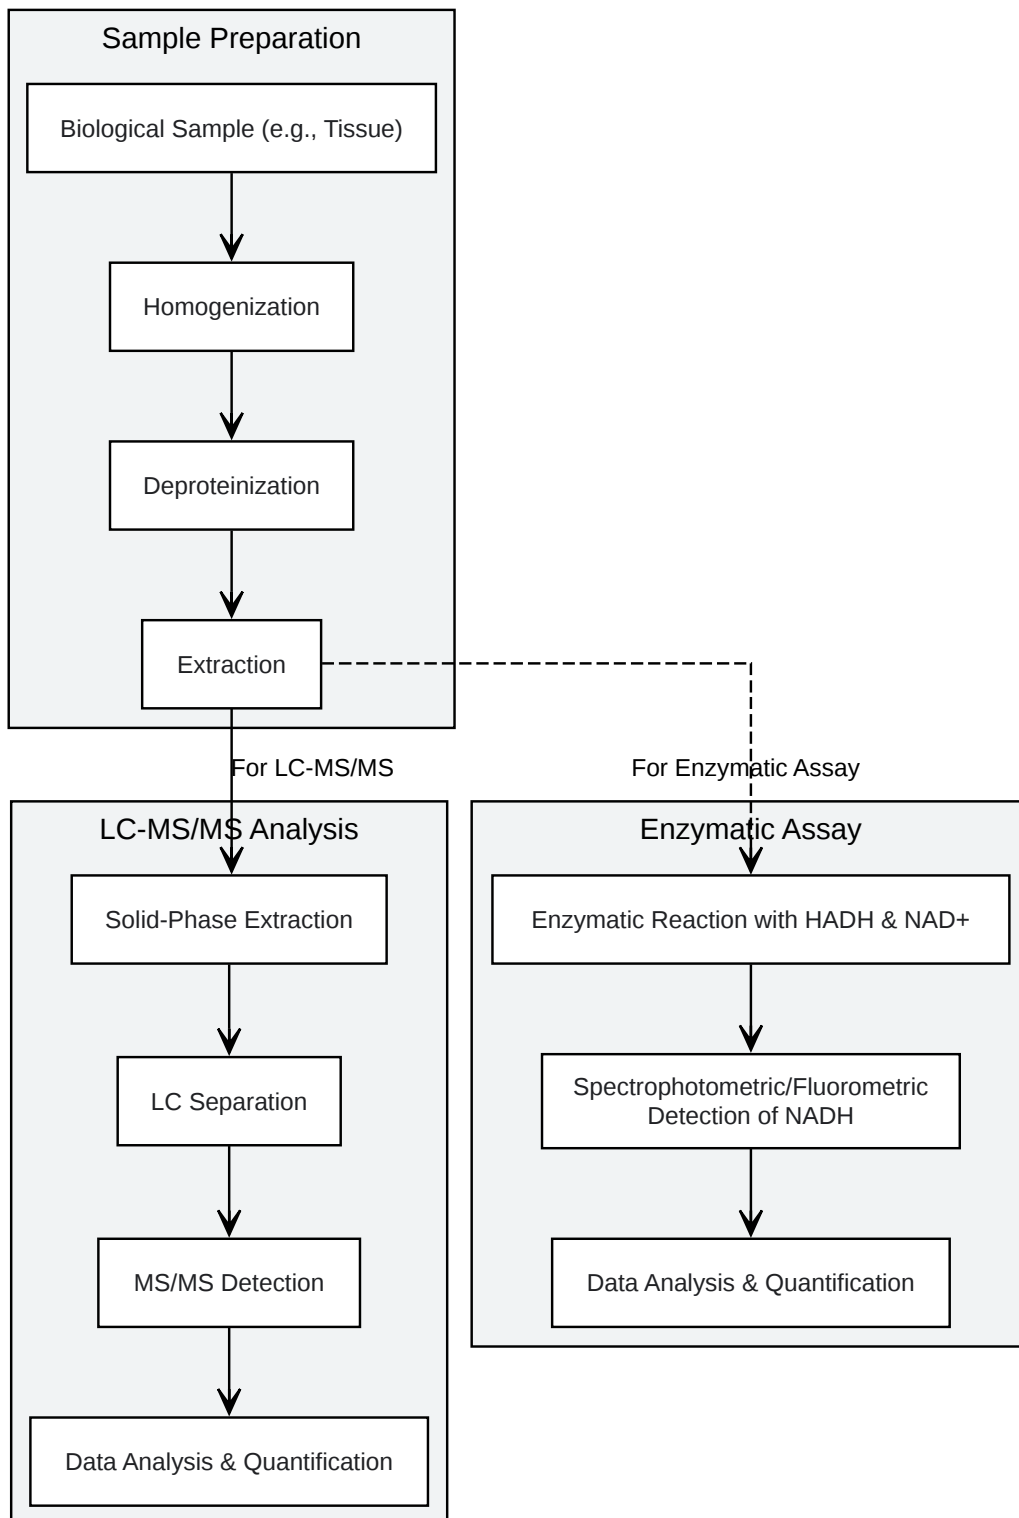 Sample Preparation
Biological Sample (e.g., Tissue)
Homogenization
Deproteinization
Extraction
For LC-MS/MS
For Enzymatic Assay
LC-MS/MS Analysis
Solid-Phase Extraction
LC Separation
MS/MS Detection
Data Analysis & Quantification
Enzymatic Assay
Enzymatic Reaction with HADH & NAD+
Spectrophotometric/Fluorometric
Detection of NADH
Data Analysis & Quantification